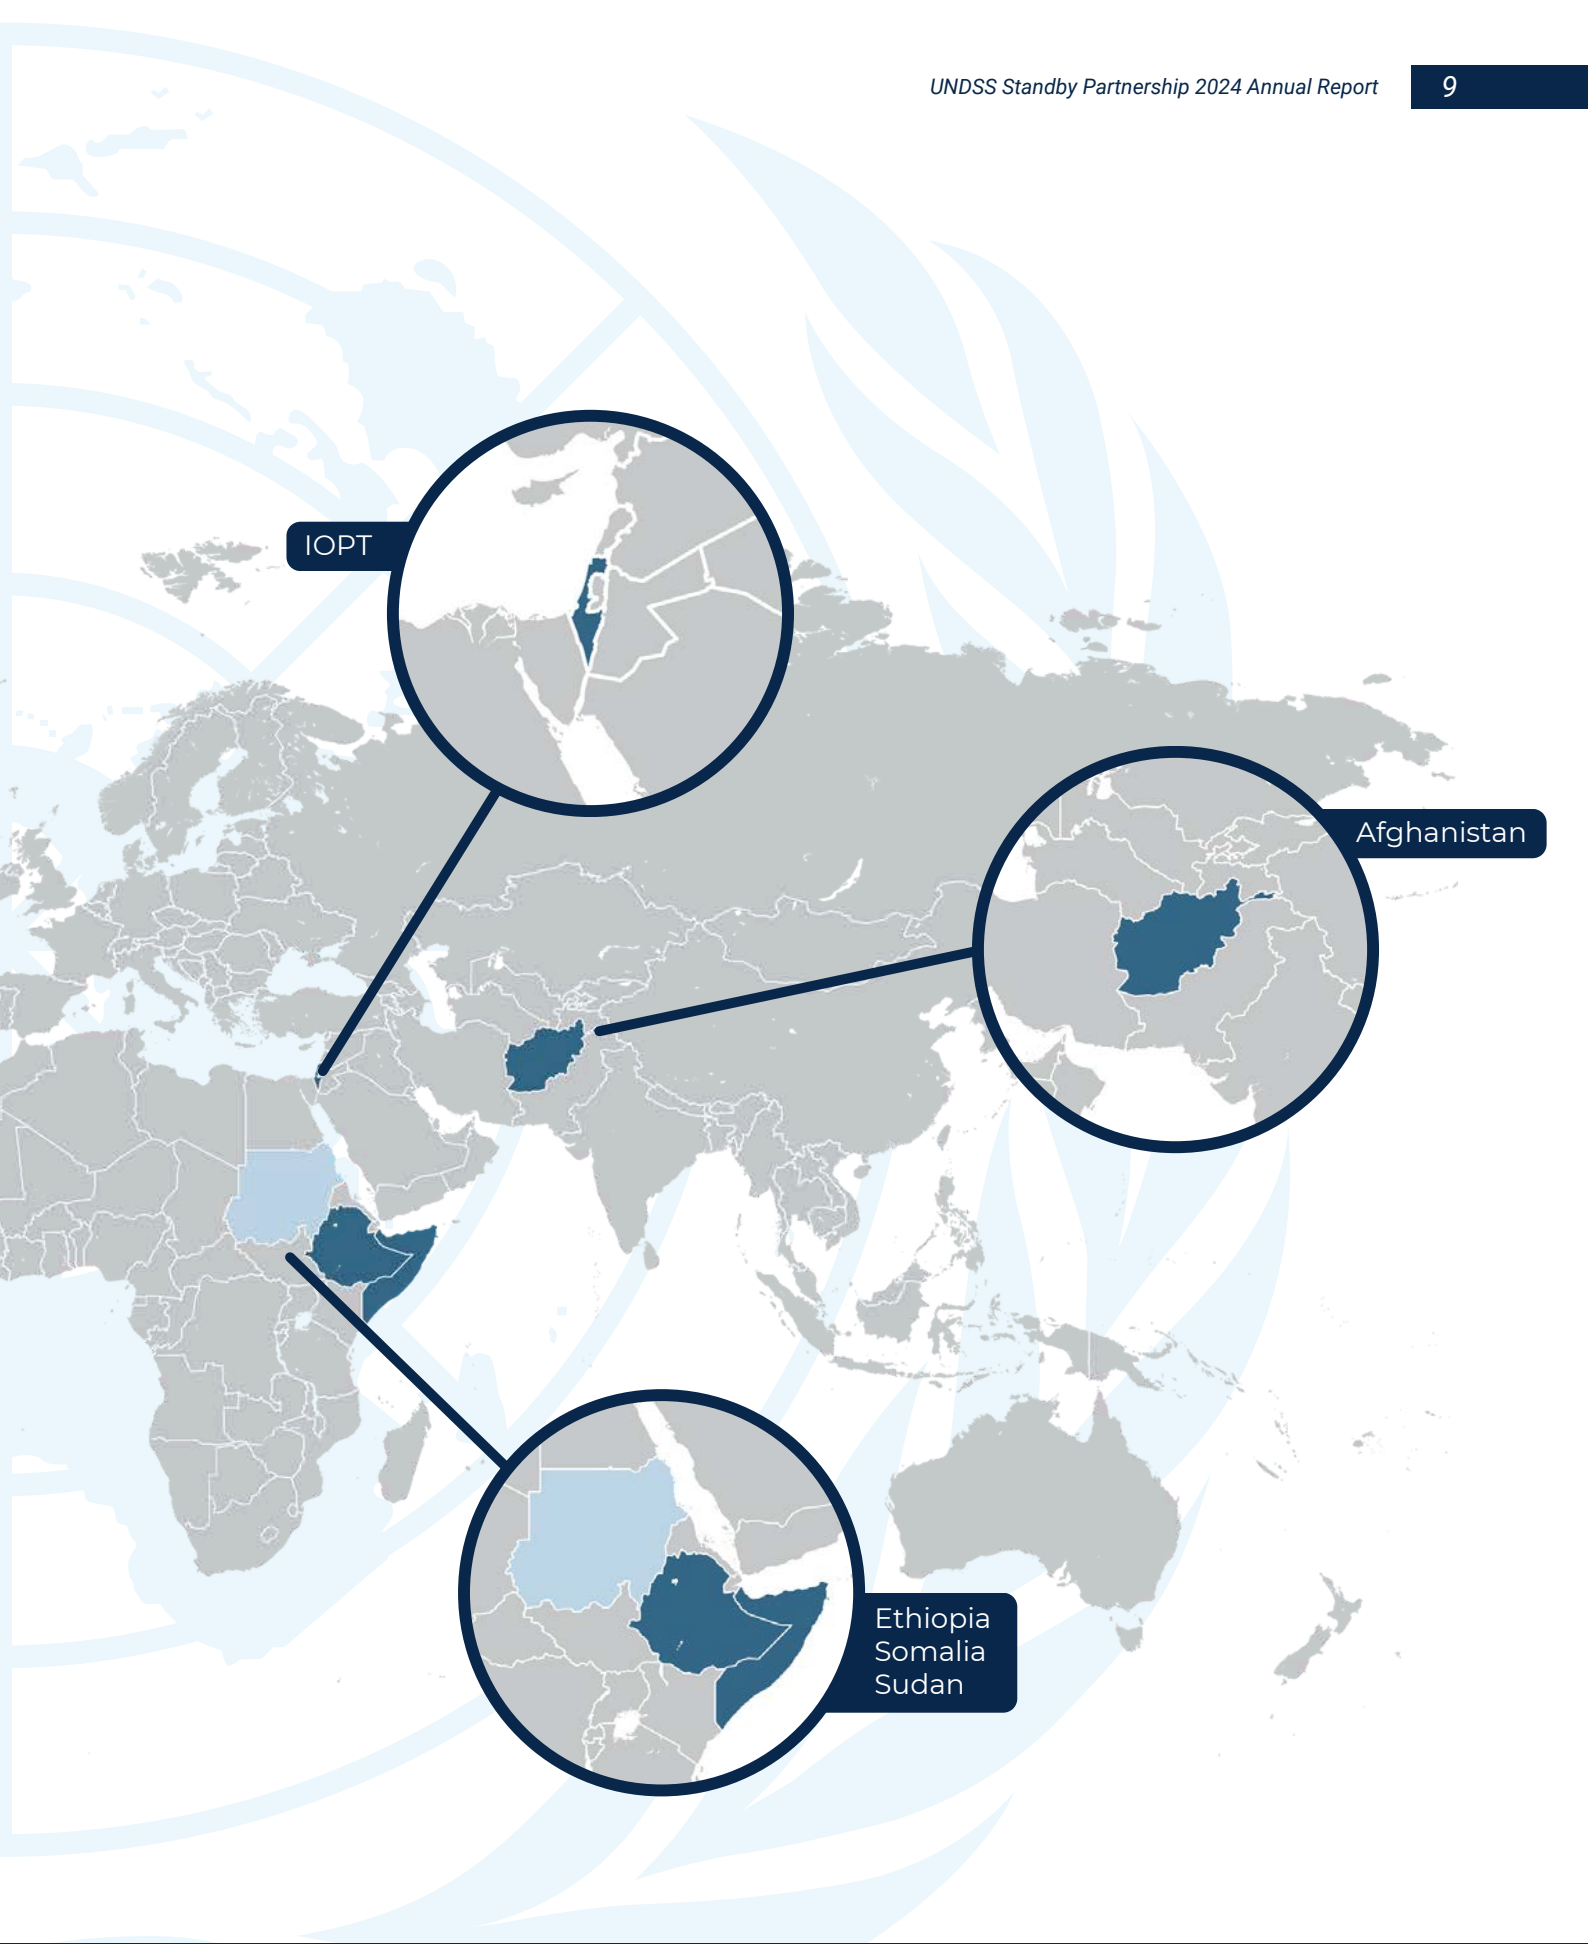 UNDSS Standby Partnership 2024 Annual Report 9
IOPT
Afghanistan
Ethiopia
Somalia
Sudan